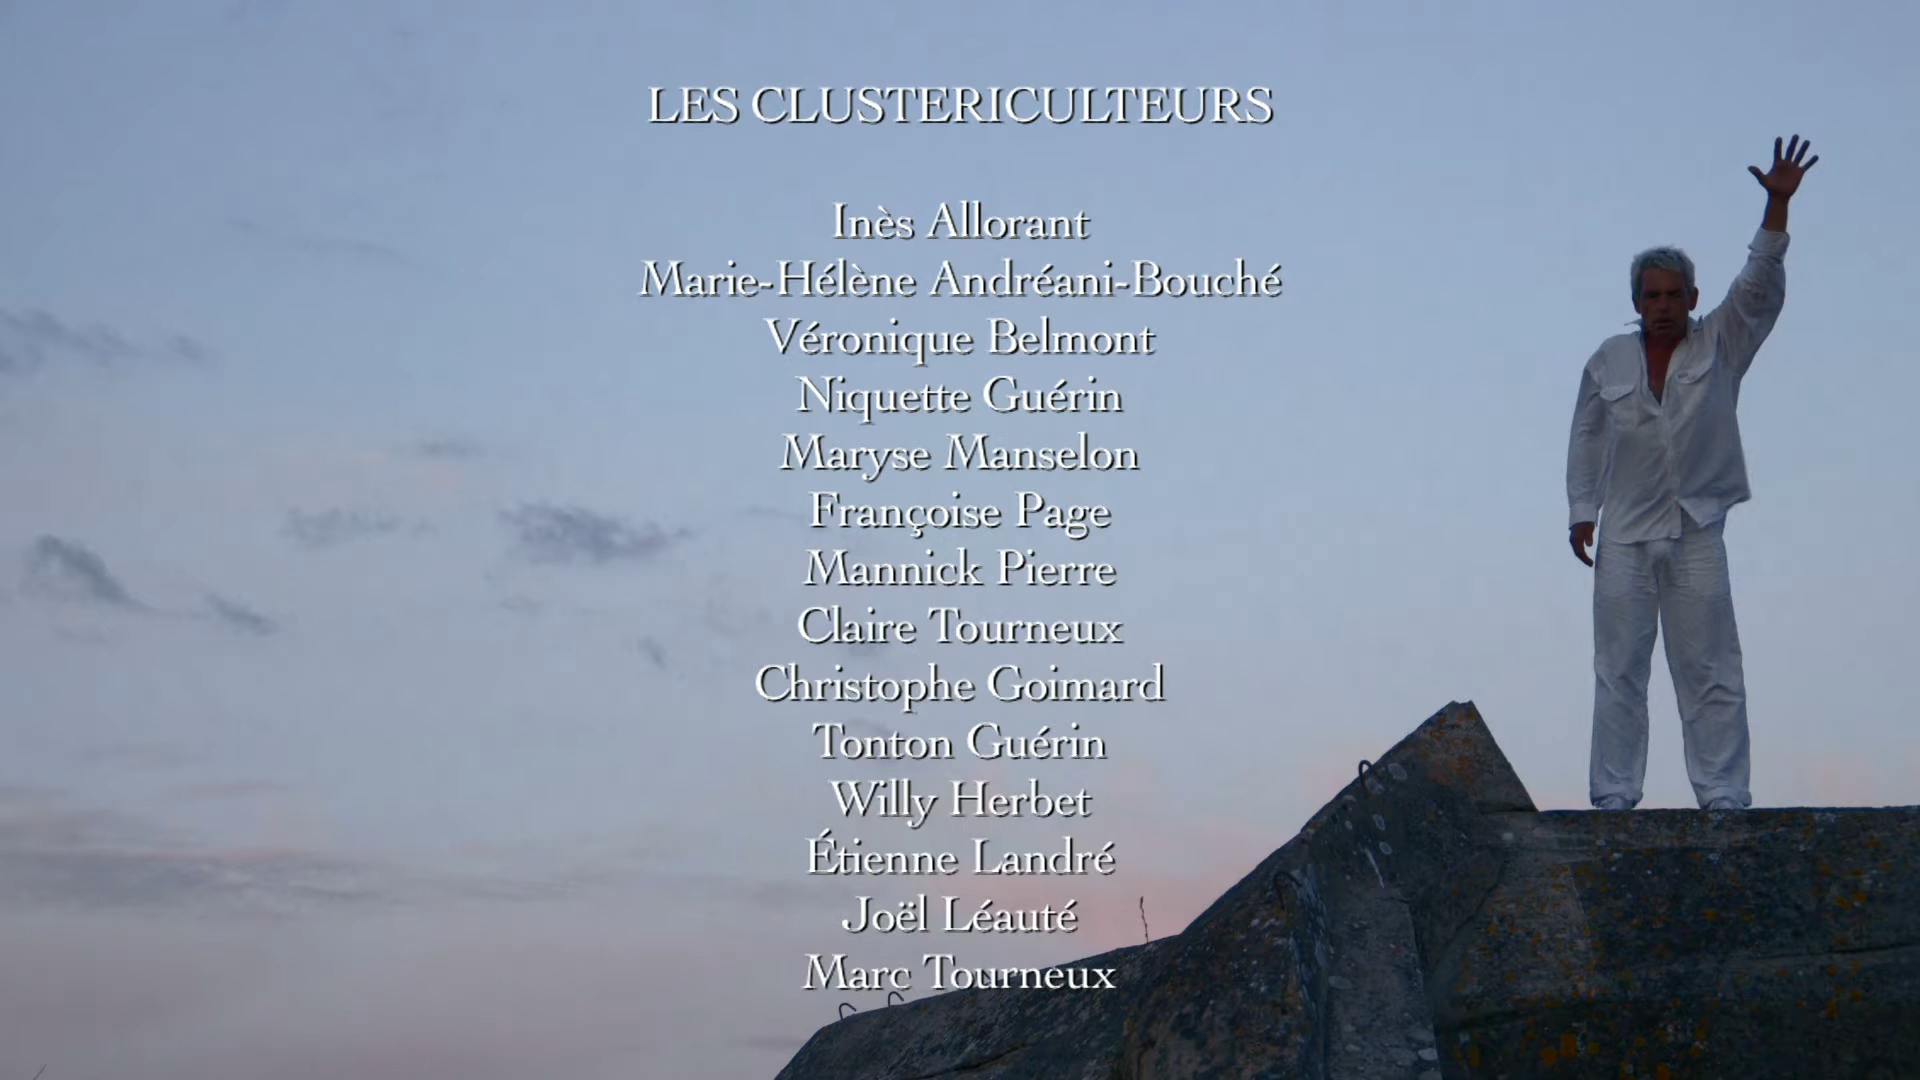 LES CLUSTERICULTEURS
Inès Allorant
Marie-Hélène Andréani-Bouché
Véronique Belmont
Niquette Guérin
Maryse Manselon
Françoise Page
Mannick Pierre
Claire Tourneux
Christophe Goimard
Tonton Guérin
Willy Herbet
Étienne Landré
Joël Léauté
Marc Tourneux